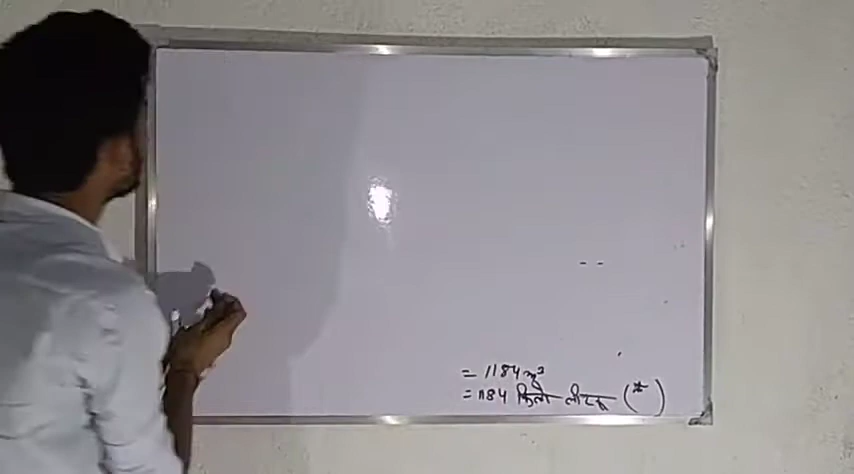 = 1184 m³
= 1184 किलो लीटर (*)